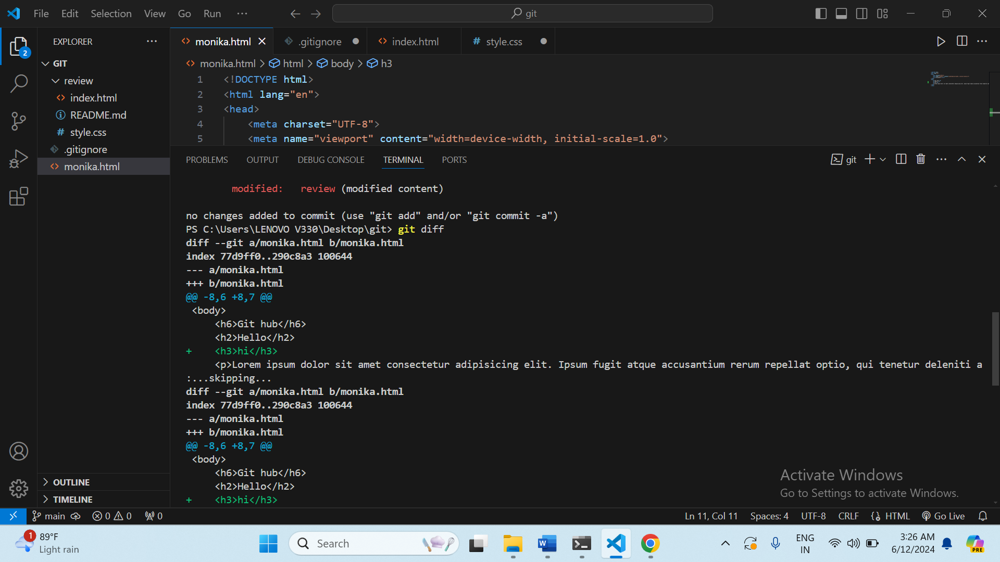 File Edit Selection View Go Run ··· git
EXPLORER ···
monika.html .gitignore index.html style.css
GIT
review
index.html
README.md
style.css
.gitignore
monika.html
monika.html > html > body > h3
1 <!DOCTYPE html>
2 <html lang="en">
3 <head>
4 <meta charset="UTF-8">
5 <meta name="viewport" content="width=device-width, initial-scale=1.0">
PROBLEMS OUTPUT DEBUG CONSOLE TERMINAL PORTS git
modified: review (modified content)
no changes added to commit (use "git add" and/or "git commit -a")
PS C:\Users\LENOVO V330\Desktop\git> git diff
diff --git a/monika.html b/monika.html
index 77d9ff0..290c8a3 100644
--- a/monika.html
+++ b/monika.html
@@ -8,6 +8,7 @@
<body>
<h6>Git hub</h6>
<h2>Hello</h2>
+ <h3>hi</h3>
<p>Lorem ipsum dolor sit amet consectetur adipisicing elit. Ipsum fugit atque accusantium rerum repellat optio, qui tenetur deleniti a
:...skipping...
diff --git a/monika.html b/monika.html
index 77d9ff0..290c8a3 100644
--- a/monika.html
+++ b/monika.html
@@ -8,6 +8,7 @@
<body>
<h6>Git hub</h6>
<h2>Hello</h2>
+ <h3>hi</h3>
Activate Windows
Go to Settings to activate Windows.
OUTLINE
TIMELINE
2
main 0 0 0 Ln 11, Col 11 Spaces: 4 UTF-8 CRLF HTML Go Live
1
89°F
Light rain
Search
W
ENG
IN
3:26 AM
6/12/2024
PRE